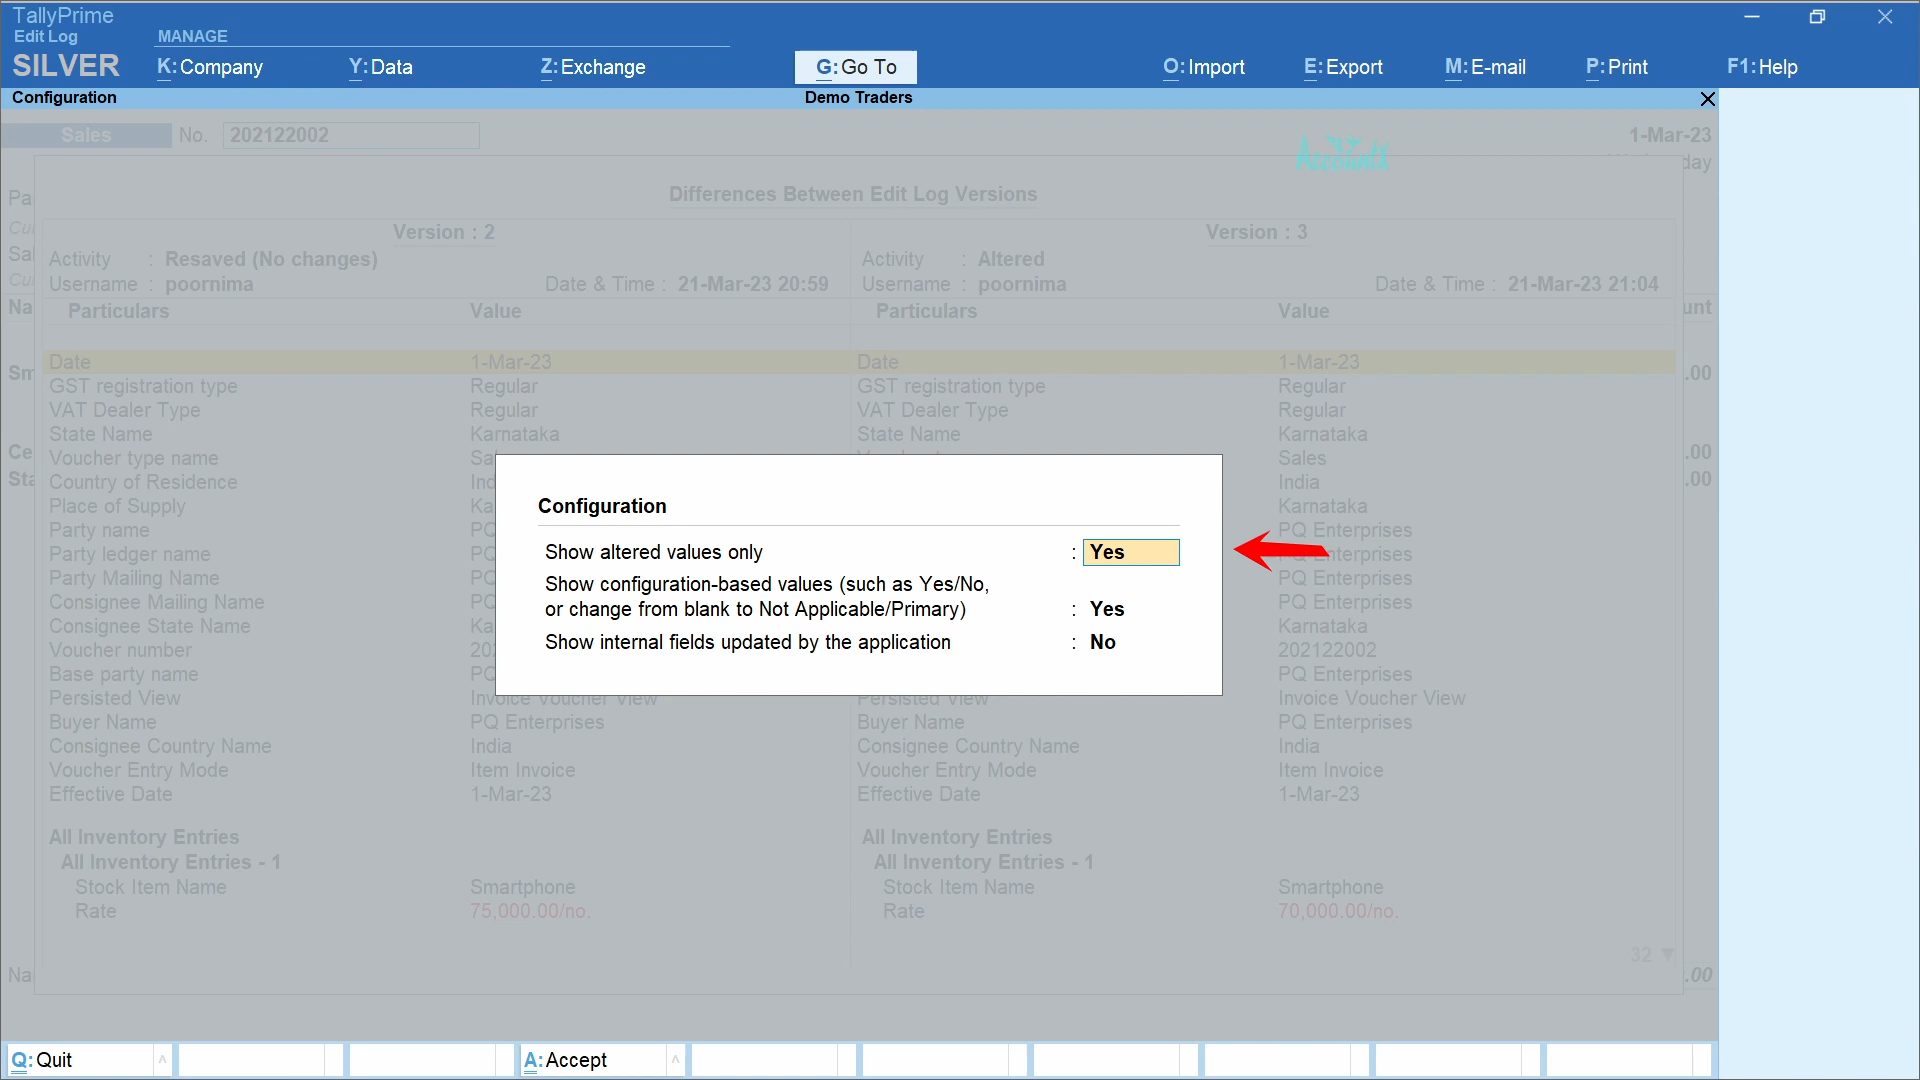 TallyPrime
Edit Log
MANAGE
SILVER
K: Company Y: Data Z: Exchange G: Go To O: Import E: Export M: E-mail P: Print F1: Help
Configuration Demo Traders
Sales No. 202122002 1-Mar-23
Accounts
day
Differences Between Edit Log Versions
Version : 2 Version : 3
Activity : Resaved (No changes) Activity : Altered
Username : poornima Date & Time : 21-Mar-23 20:59 Username : poornima Date & Time : 21-Mar-23 21:04
Particulars Value Particulars Value
Date 1-Mar-23 Date 1-Mar-23
GST registration type Regular GST registration type Regular
VAT Dealer Type Regular VAT Dealer Type Regular
State Name Karnataka State Name Karnataka
Voucher type name Sales
Country of Residence India
Place of Supply Karnataka
Party name PQ Enterprises
Party ledger name PQ Enterprises
Party Mailing Name PQ Enterprises
Consignee Mailing Name PQ Enterprises
Consignee State Name Karnataka
Voucher number 202122002
Base party name PQ Enterprises
Configuration
Show altered values only : Yes
Show configuration-based values (such as Yes/No,
or change from blank to Not Applicable/Primary) : Yes
Show internal fields updated by the application : No
Persisted View Invoice Voucher View Persisted View Invoice Voucher View
Buyer Name PQ Enterprises Buyer Name PQ Enterprises
Consignee Country Name India Consignee Country Name India
Voucher Entry Mode Item Invoice Voucher Entry Mode Item Invoice
Effective Date 1-Mar-23 Effective Date 1-Mar-23
All Inventory Entries All Inventory Entries
All Inventory Entries - 1 All Inventory Entries - 1
Stock Item Name Smartphone Stock Item Name Smartphone
Rate 75,000.00/no. Rate 70,000.00/no.
32
Q: Quit A: Accept